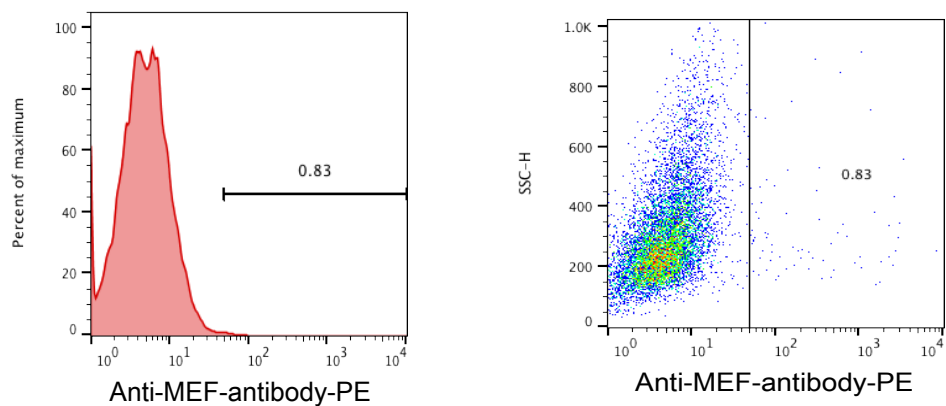 Percent of maximum
100
80
60
40
20
0
0.83
10^0 10^1 10^2 10^3 10^4
Anti-MEF-antibody-PE
SSC-H
1.0K
800
600
400
200
0
0.83
10^0 10^1 10^2 10^3 10^4
Anti-MEF-antibody-PE